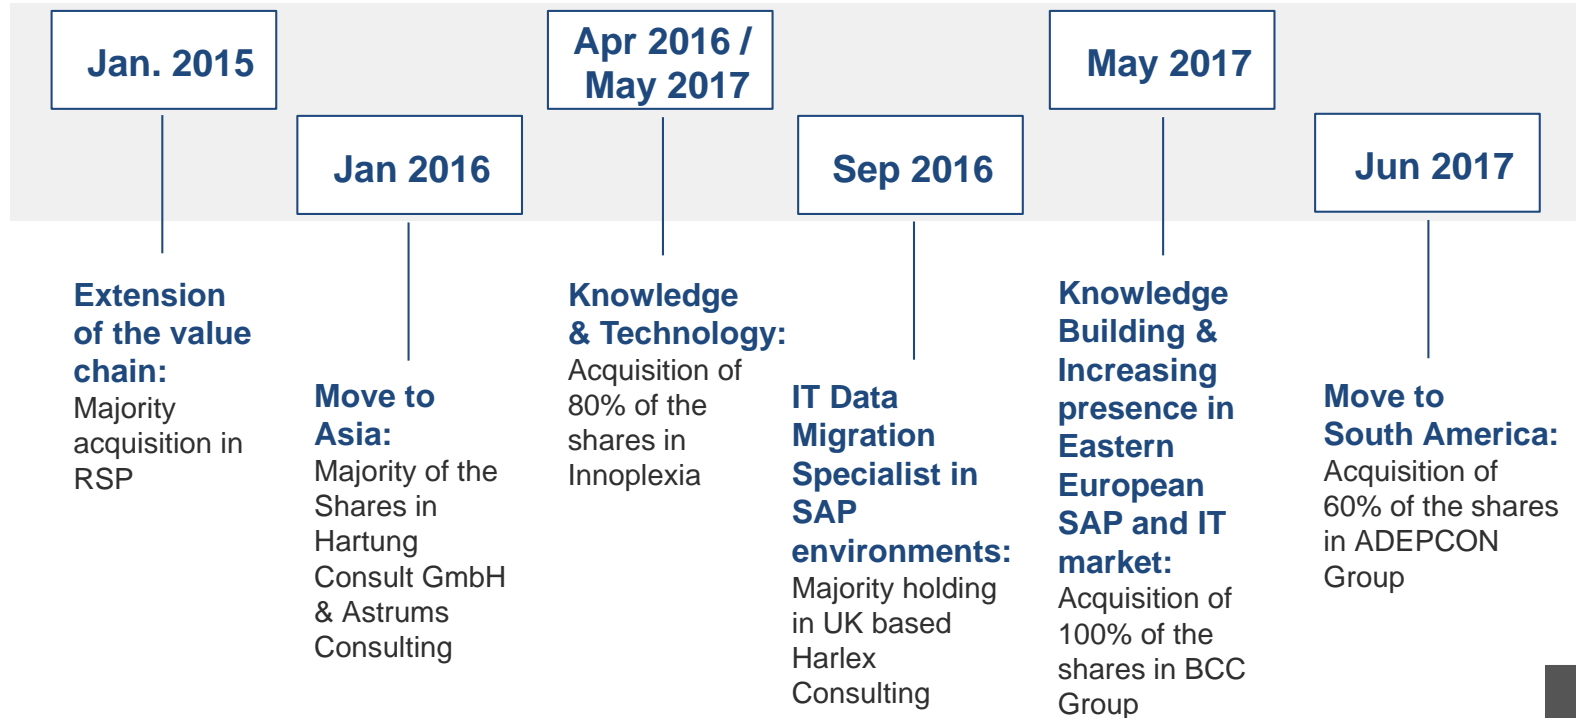 Jan. 2015
Extension
of the value
chain:
Majority
acquisition in
RSP
Jan 2016
Move to
Asia:
Majority of the
Shares in
Hartung
Consult GmbH
& Astrums
Consulting
Apr 2016 /
May 2017
Knowledge
& Technology:
Acquisition of
80% of the
shares in
Innoplexia
Sep 2016
IT Data
Migration
Specialist in
SAP
environments:
Majority holding
in UK based
Harlex
Consulting
May 2017
Knowledge
Building &
Increasing
presence in
Eastern
European
SAP and IT
market:
Acquisition of
100% of the
shares in BCC
Group
Jun 2017
Move to
South America:
Acquisition of
60% of the shares
in ADEPCON
Group